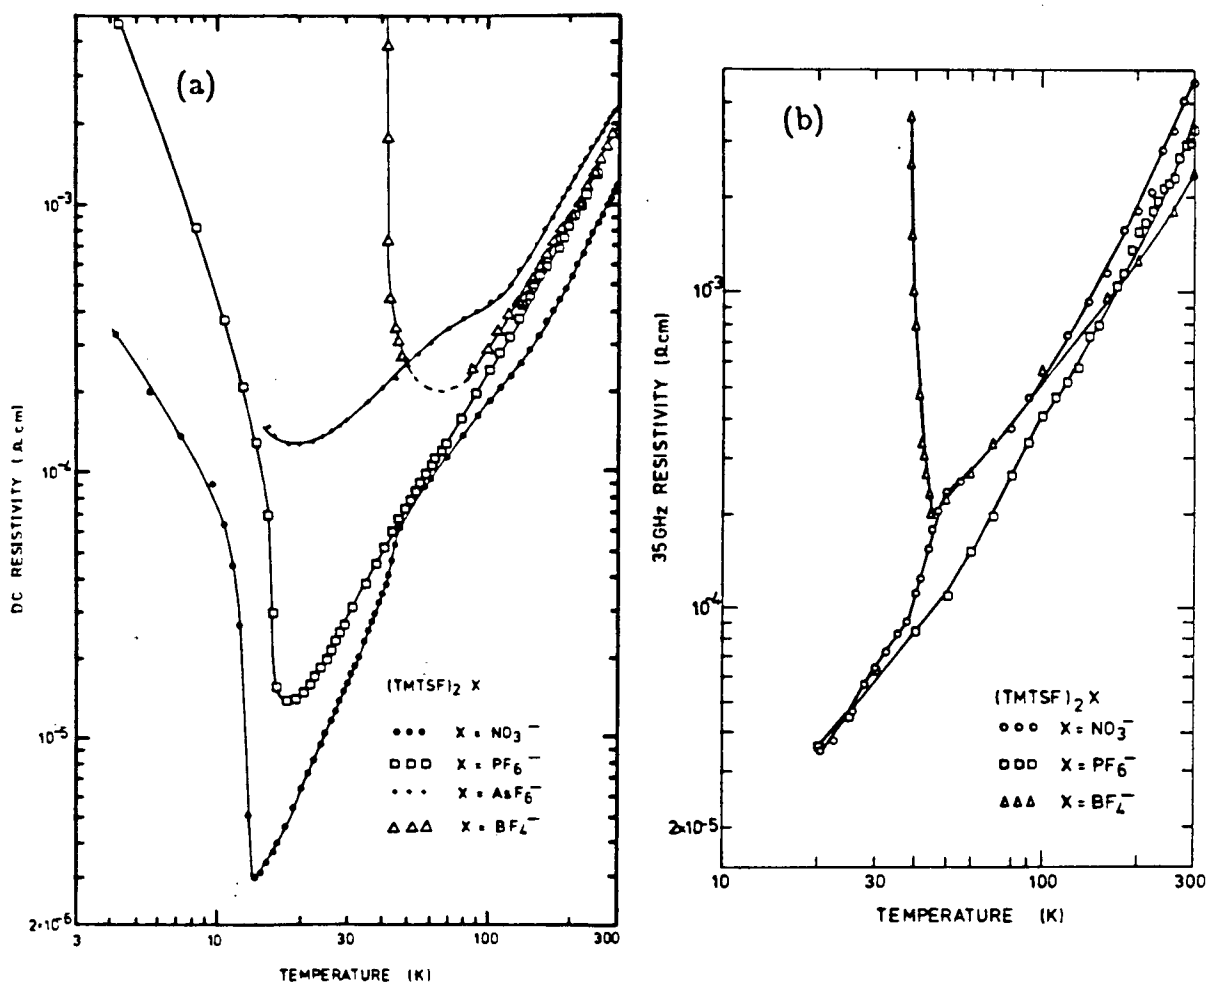 (a)
DC RESISTIVITY (Ω cm)
10⁻³
10⁻⁴
10⁻⁵
2·10⁻⁶
3
10
30
100
300
TEMPERATURE (K)
(TMTSF)₂ X
X = NO₃⁻
X = PF₆⁻
X = AsF₆⁻
X = BF₄⁻
(b)
35GHz RESISTIVITY (Ωcm)
10⁻³
10⁻⁴
2×10⁻⁵
10
30
100
300
TEMPERATURE (K)
(TMTSF)₂ X
X = NO₃⁻
X = PF₆⁻
X = BF₄⁻